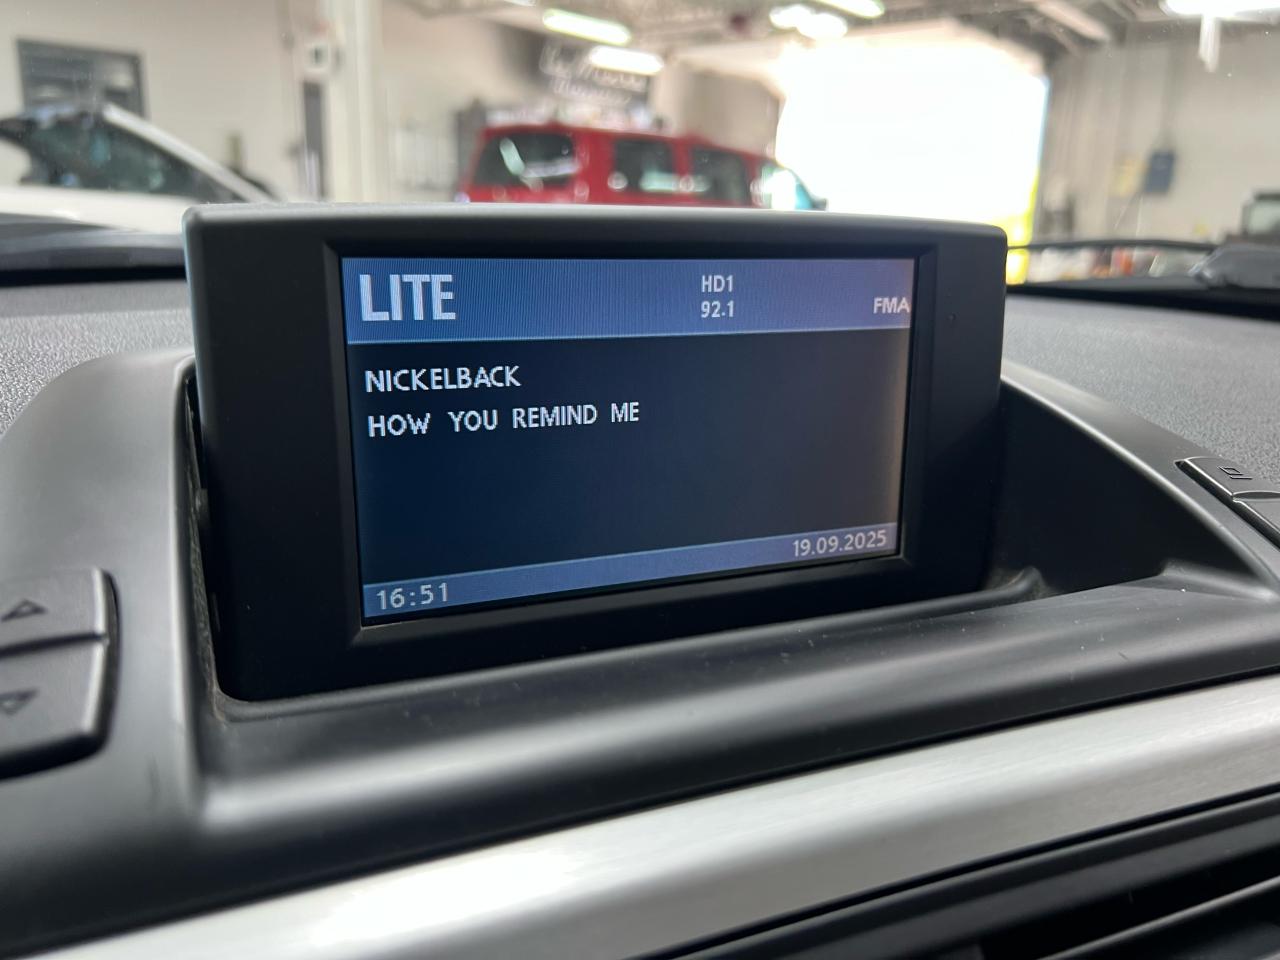 LITE
HD1
92.1
FMA
NICKELBACK
HOW YOU REMIND ME
16:51
19.09.2025